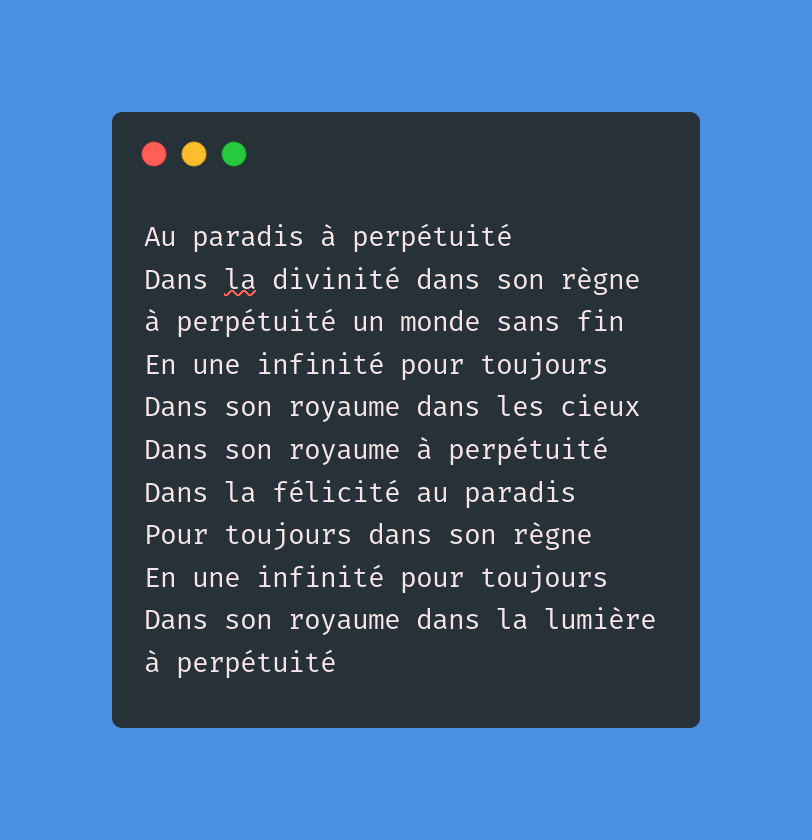 Au paradis à perpétuité
Dans la divinité dans son règne
à perpétuité un monde sans fin
En une infinité pour toujours
Dans son royaume dans les cieux
Dans son royaume à perpétuité
Dans la félicité au paradis
Pour toujours dans son règne
En une infinité pour toujours
Dans son royaume dans la lumière
à perpétuité